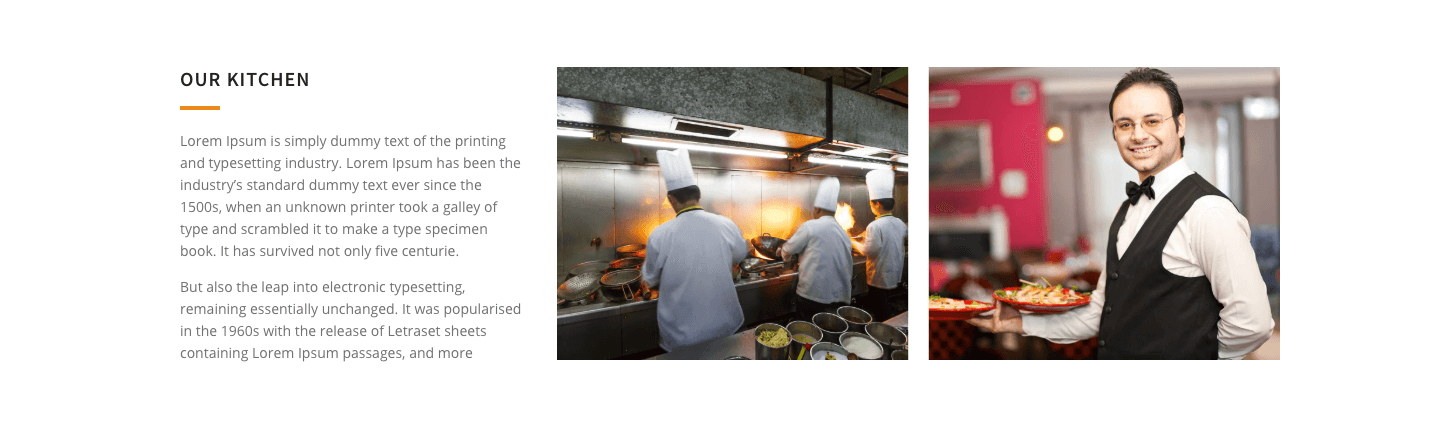 OUR KITCHEN
Lorem Ipsum is simply dummy text of the printing
and typesetting industry. Lorem Ipsum has been the
industry’s standard dummy text ever since the
1500s, when an unknown printer took a galley of
type and scrambled it to make a type specimen
book. It has survived not only five centurie.
But also the leap into electronic typesetting,
remaining essentially unchanged. It was popularised
in the 1960s with the release of Letraset sheets
containing Lorem Ipsum passages, and more